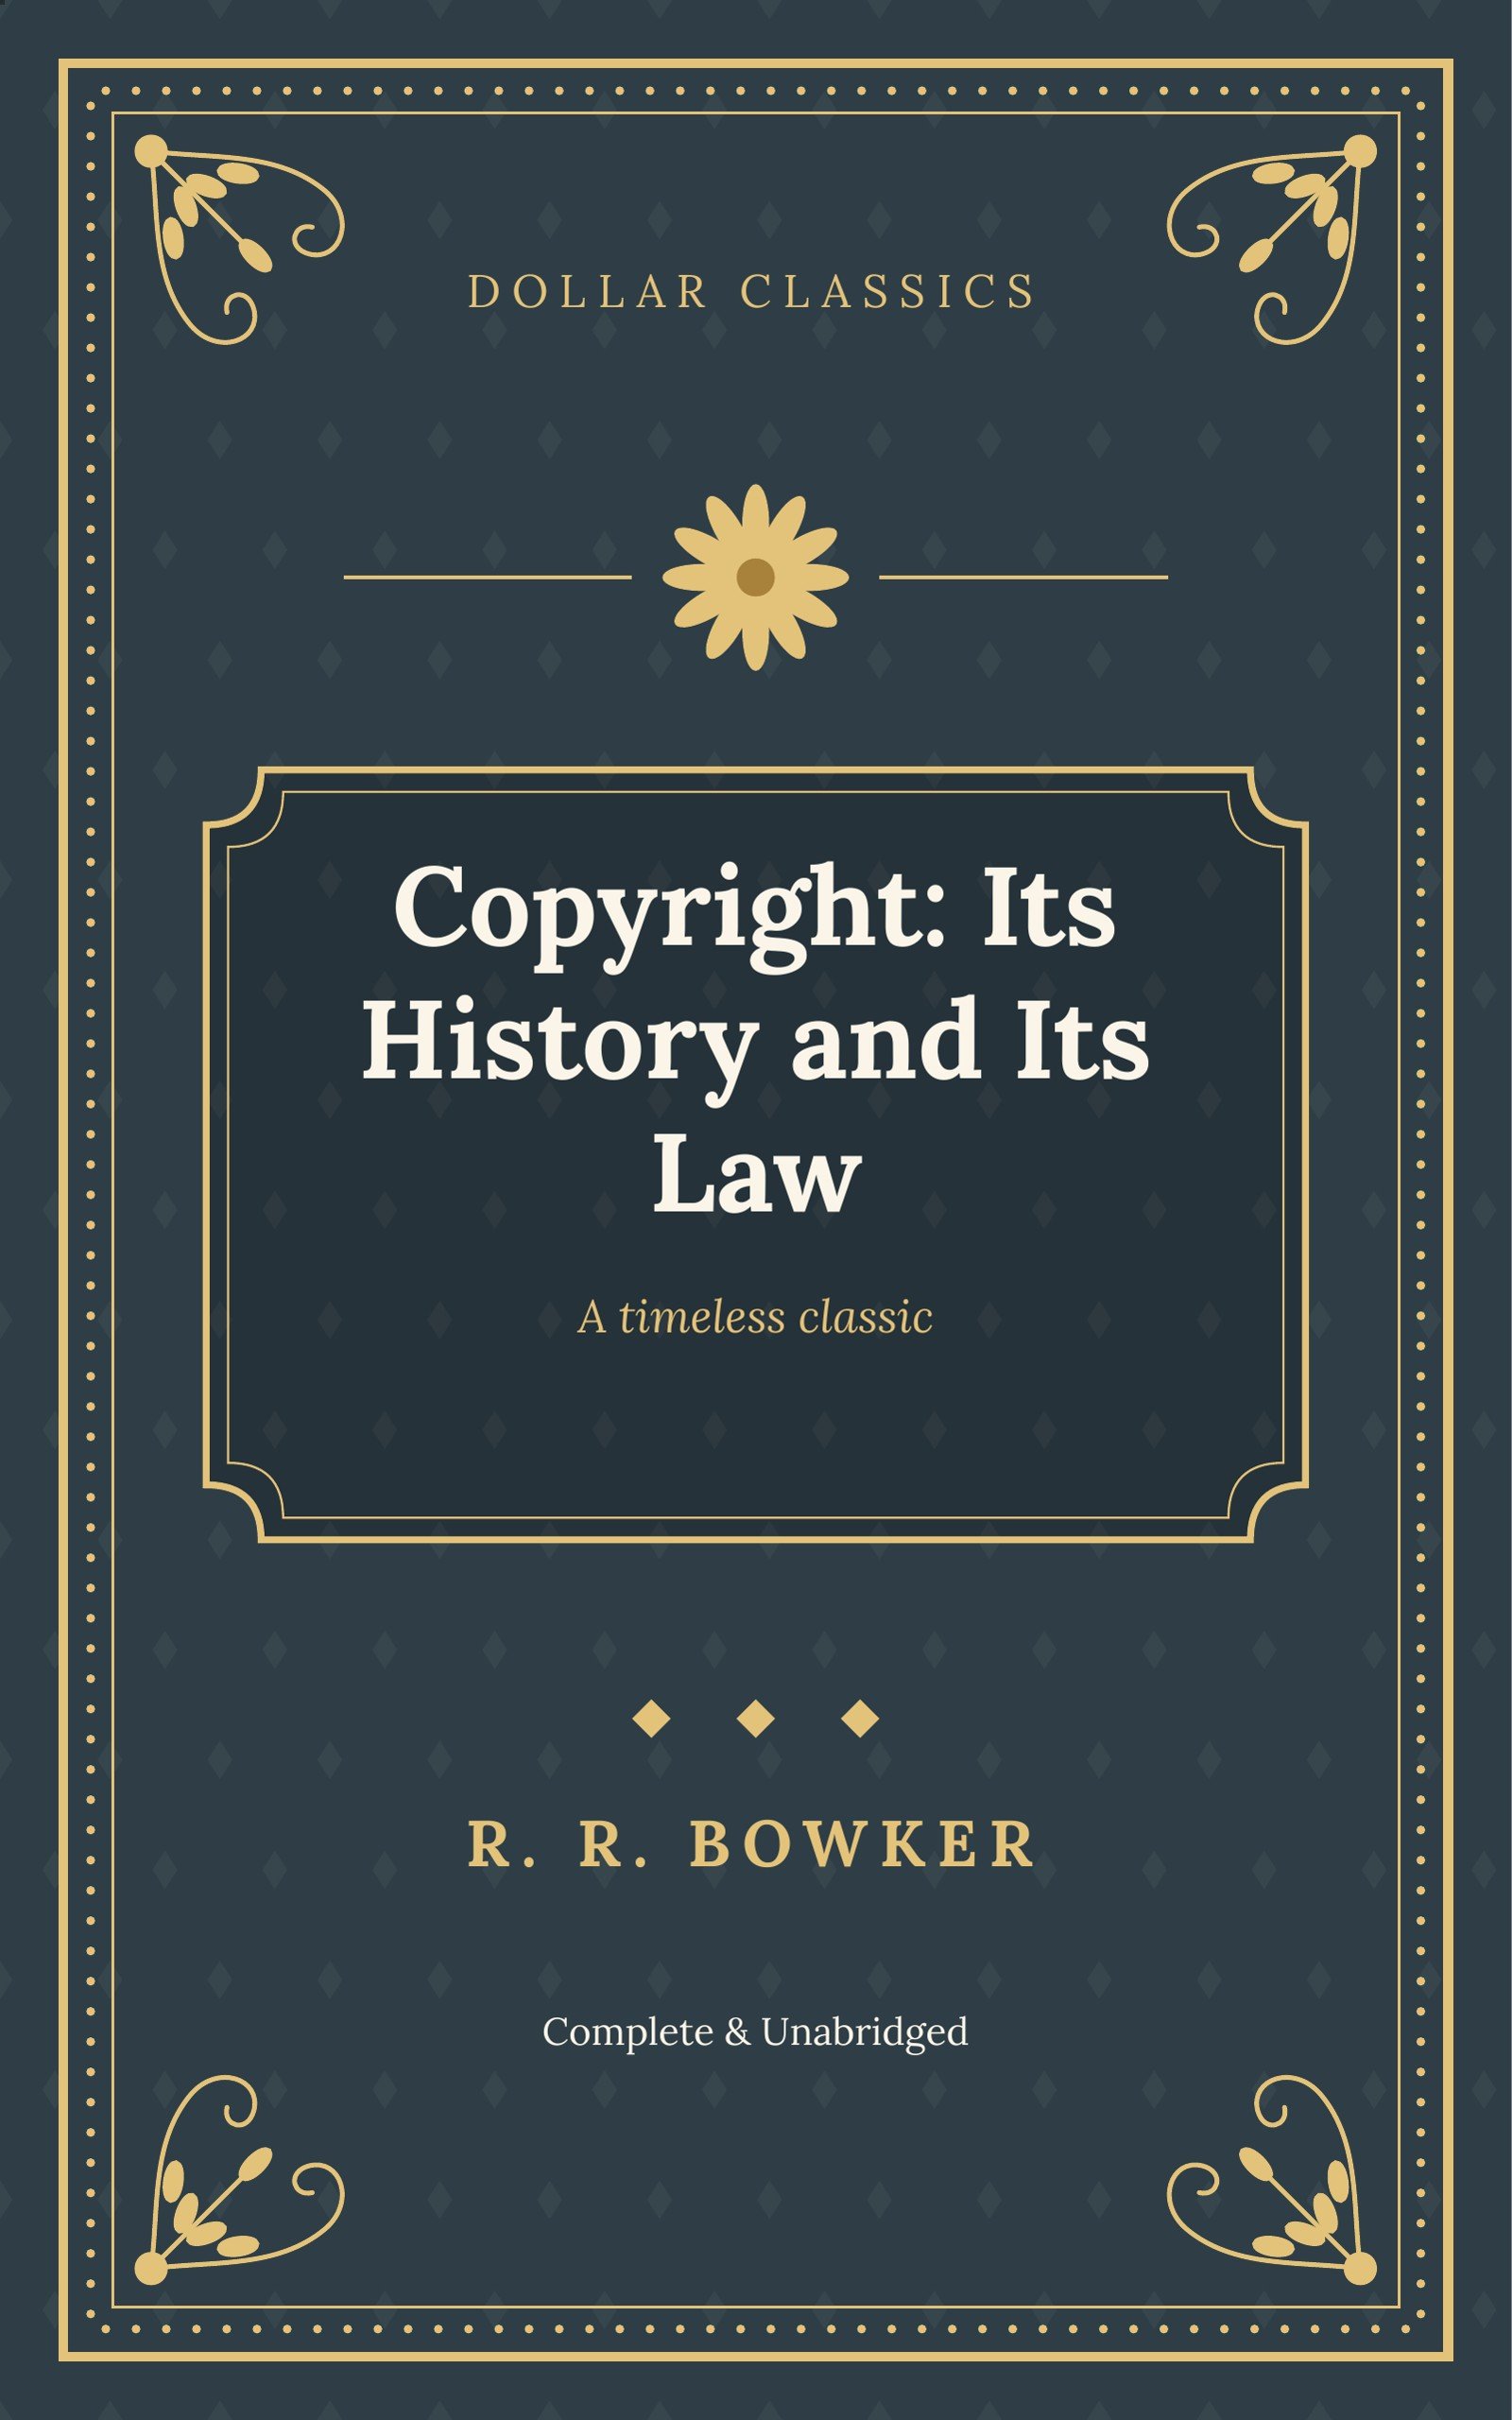 DOLLAR CLASSICS
Copyright: Its
History and Its
Law
A timeless classic
R. R. BOWKER
Complete & Unabridged